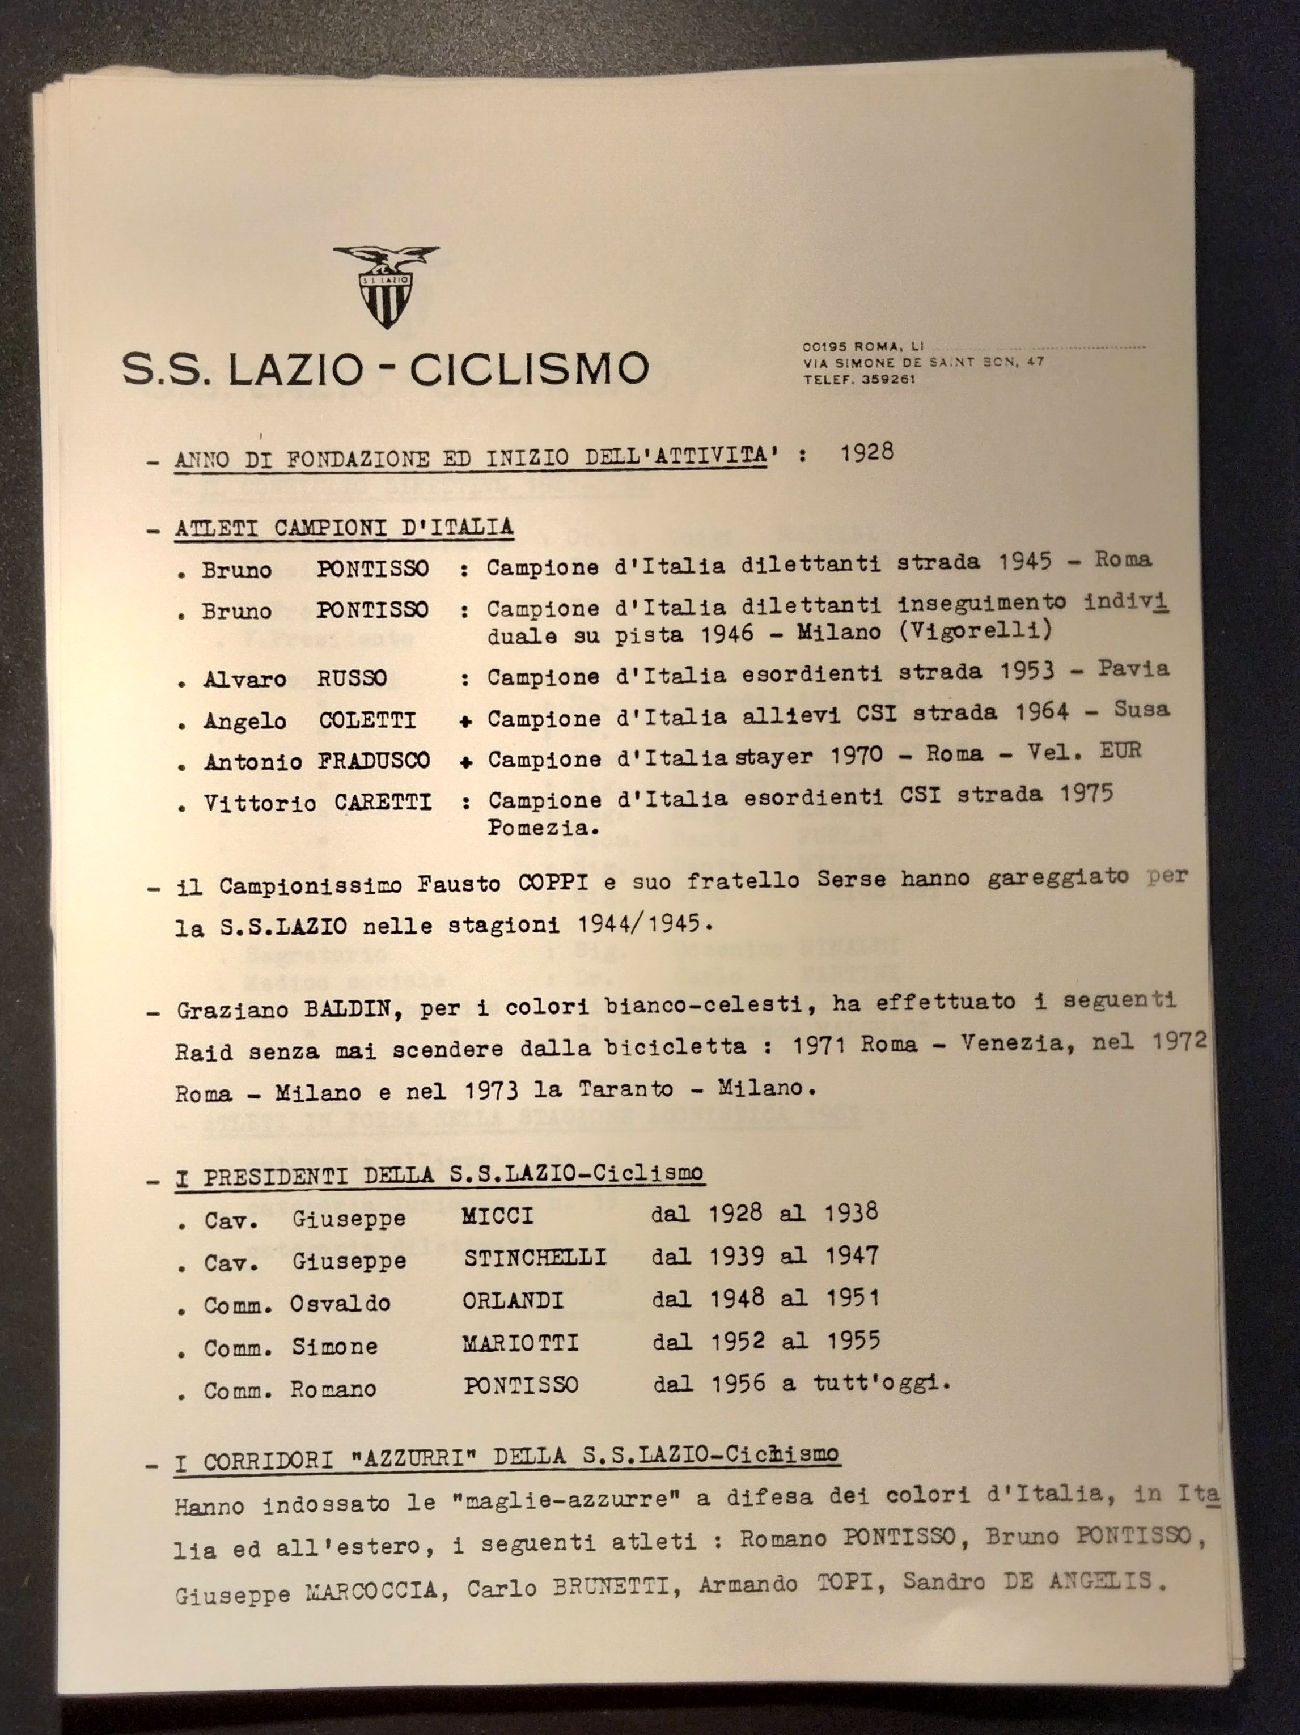 S.S. LAZIO
S.S. LAZIO - CICLISMO
00195 ROMA, LI
VIA SIMONE DE SAINT BON, 47
TELEF. 359261
- ANNO DI FONDAZIONE ED INIZIO DELL'ATTIVITA' : 1928
- ATLETI CAMPIONI D'ITALIA
. Bruno PONTISSO : Campione d'Italia dilettanti strada 1945 - Roma
. Bruno PONTISSO : Campione d'Italia dilettanti inseguimento indivi
duale su pista 1946 - Milano (Vigorelli)
. Alvaro RUSSO : Campione d'Italia esordienti strada 1953 - Pavia
. Angelo COLETTI + Campione d'Italia allievi CSI strada 1964 - Susa
. Antonio FRADUSCO + Campione d'Italia stayer 1970 - Roma - Vel. EUR
. Vittorio CARETTI : Campione d'Italia esordienti CSI strada 1975
Pomezia.
- il Campionissimo Fausto COPPI e suo fratello Serse hanno gareggiato per
la S.S.LAZIO nelle stagioni 1944/1945.
- Graziano BALDIN, per i colori bianco-celesti, ha effettuato i seguenti
Raid senza mai scendere dalla bicicletta : 1971 Roma - Venezia, nel 1972
Roma - Milano e nel 1973 la Taranto - Milano.
- I PRESIDENTI DELLA S.S.LAZIO-Ciclismo
. Cav. Giuseppe MICCI dal 1928 al 1938
. Cav. Giuseppe STINCHELLI dal 1939 al 1947
. Comm. Osvaldo ORLANDI dal 1948 al 1951
. Comm. Simone MARIOTTI dal 1952 al 1955
. Comm. Romano PONTISSO dal 1956 a tutt'oggi.
- I CORRIDORI "AZZURRI" DELLA S.S.LAZIO-Ciclismo
Hanno indossato le "maglie-azzurre" a difesa dei colori d'Italia, in Ita
lia ed all'estero, i seguenti atleti : Romano PONTISSO, Bruno PONTISSO,
Giuseppe MARCOCCIA, Carlo BRUNETTI, Armando TOPI, Sandro DE ANGELIS.